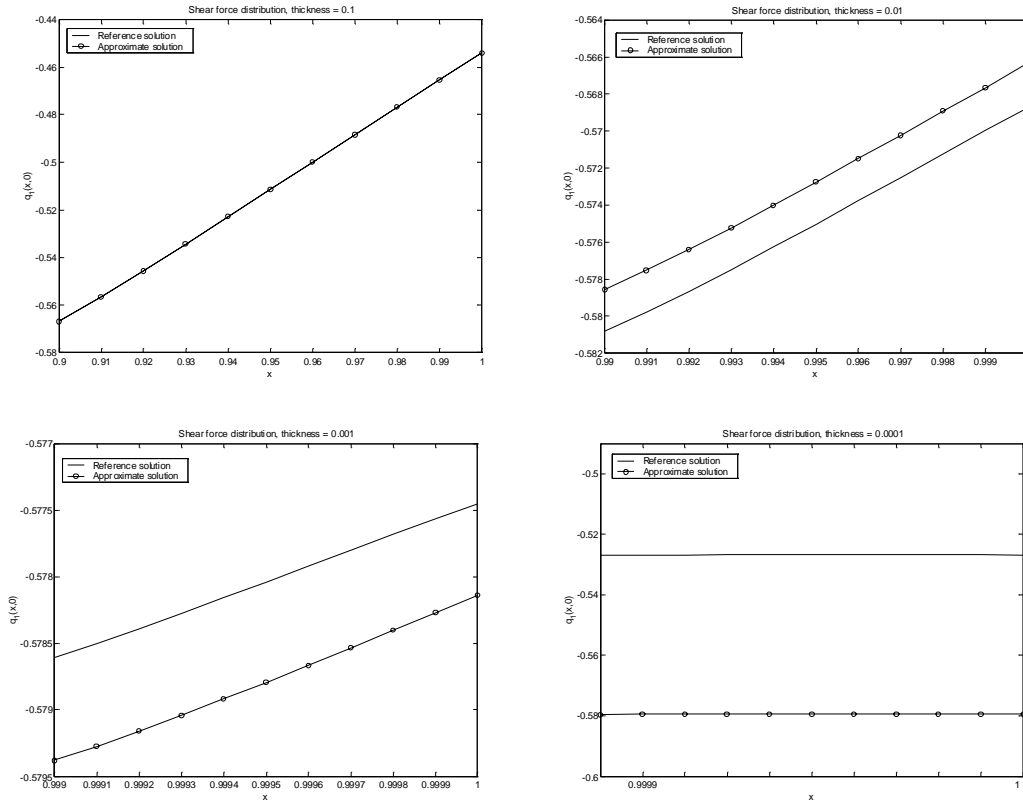 Shear force distribution, thickness = 0.1
-0.44
-0.46
-0.48
-0.5
-0.52
-0.54
-0.56
-0.58
q1(x,0)
Reference solution
Approximate solution
0.9 0.91 0.92 0.93 0.94 0.95 0.96 0.97 0.98 0.99 1
x
Shear force distribution, thickness = 0.01
-0.564
-0.566
-0.568
-0.57
-0.572
-0.574
-0.576
-0.578
-0.58
-0.582
q1(x,0)
Reference solution
Approximate solution
0.99 0.991 0.992 0.993 0.994 0.995 0.996 0.997 0.998 0.999
x
Shear force distribution, thickness = 0.001
-0.577
-0.5775
-0.578
-0.5785
-0.579
-0.5795
q1(x,0)
Reference solution
Approximate solution
0.999 0.9991 0.9992 0.9993 0.9994 0.9995 0.9996 0.9997 0.9998 0.9999 1
x
Shear force distribution, thickness = 0.0001
-0.5
-0.52
-0.54
-0.56
-0.58
-0.6
q1(x,0)
Reference solution
Approximate solution
0.9999 1
x